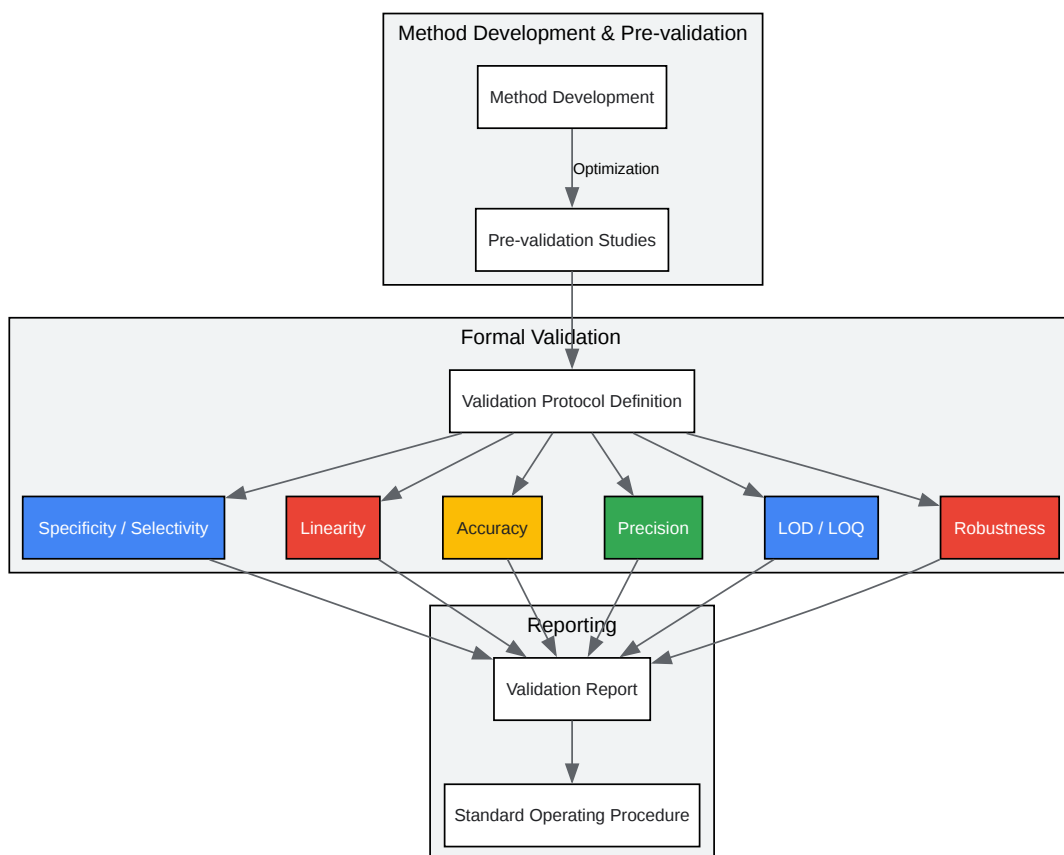 Method Development & Pre-validation
Method Development
Optimization
Pre-validation Studies
Formal Validation
Validation Protocol Definition
Specificity / Selectivity
Linearity
Accuracy
Precision
LOD / LOQ
Robustness
Reporting
Validation Report
Standard Operating Procedure